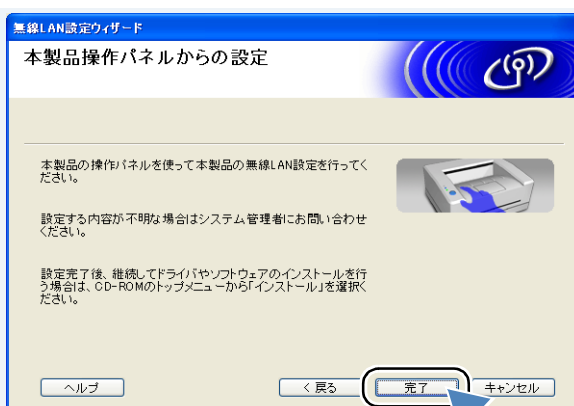 無線LAN設定ウィザード
本製品操作パネルからの設定
本製品の操作パネルを使って本製品の無線LAN設定を行ってく
ださい。
設定する内容が不明な場合はシステム管理者にお問い合わせ
ください。
設定完了後、継続してドライバやソフトウェアのインストールを行
う場合は、CD-ROMのトップメニューから「インストール」を選択く
ださい。
ヘルプ
< 戻る
完了
キャンセル